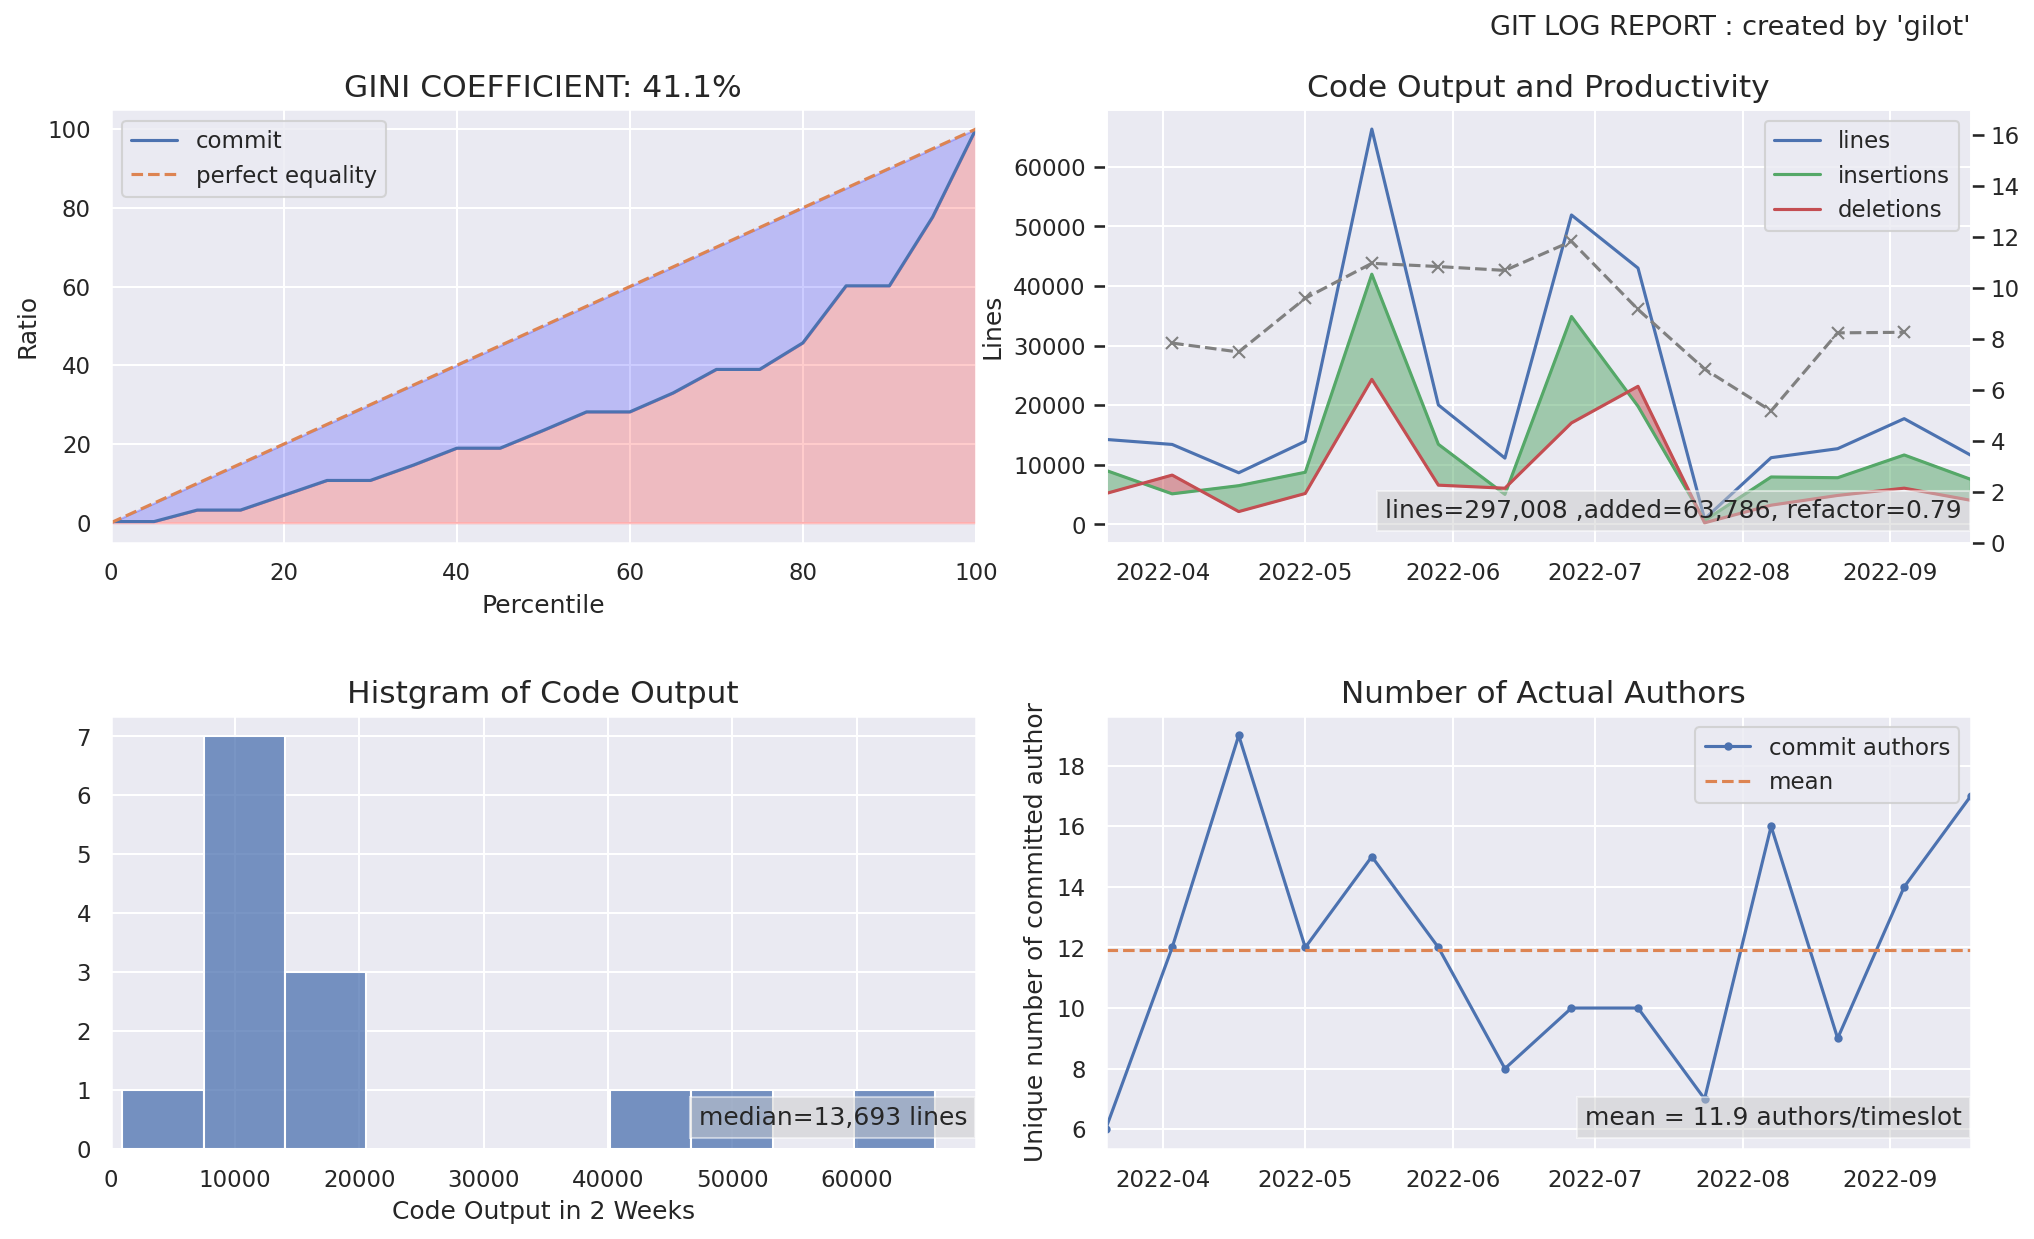 GIT LOG REPORT : created by 'gilot'
GINI COEFFICIENT: 41.1%
commit
perfect equality
Ratio
100
80
60
40
20
0
0 20 40 60 80 100
Percentile
Code Output and Productivity
lines
insertions
deletions
Lines
60000
50000
40000
30000
20000
10000
0
16
14
12
10
8
6
4
2
0
lines=297,008 ,added=63,786, refactor=0.79
2022-04 2022-05 2022-06 2022-07 2022-08 2022-09
Histgram of Code Output
7
6
5
4
3
2
1
0
median=13,693 lines
0 10000 20000 30000 40000 50000 60000
Code Output in 2 Weeks
Number of Actual Authors
commit authors
mean
Unique number of committed author
18
16
14
12
10
8
6
mean = 11.9 authors/timeslot
2022-04 2022-05 2022-06 2022-07 2022-08 2022-09